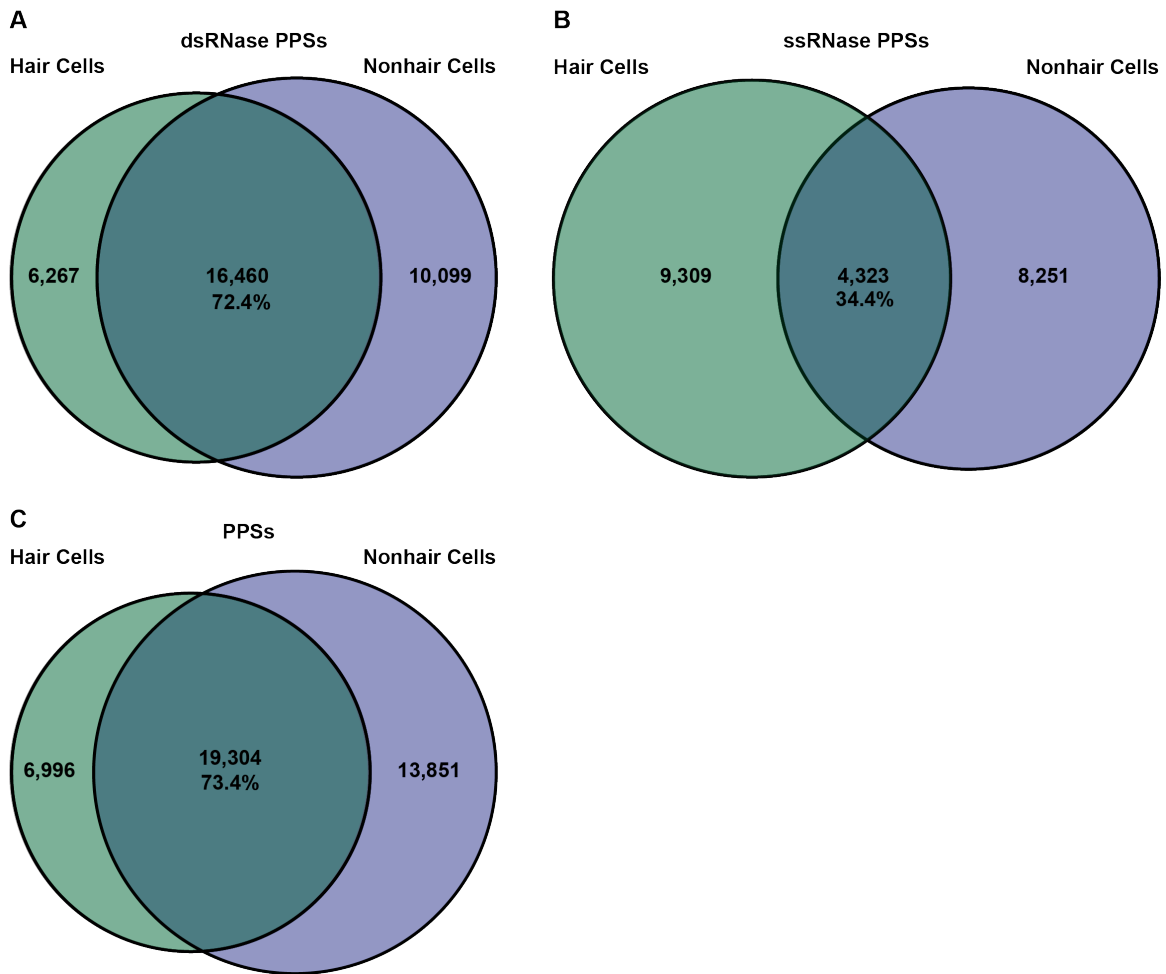 A
dsRNase PPSs
Hair Cells
Nonhair Cells
6,267
16,460
72.4%
10,099
B
ssRNase PPSs
Hair Cells
Nonhair Cells
9,309
4,323
34.4%
8,251
C
PPSs
Hair Cells
Nonhair Cells
6,996
19,304
73.4%
13,851